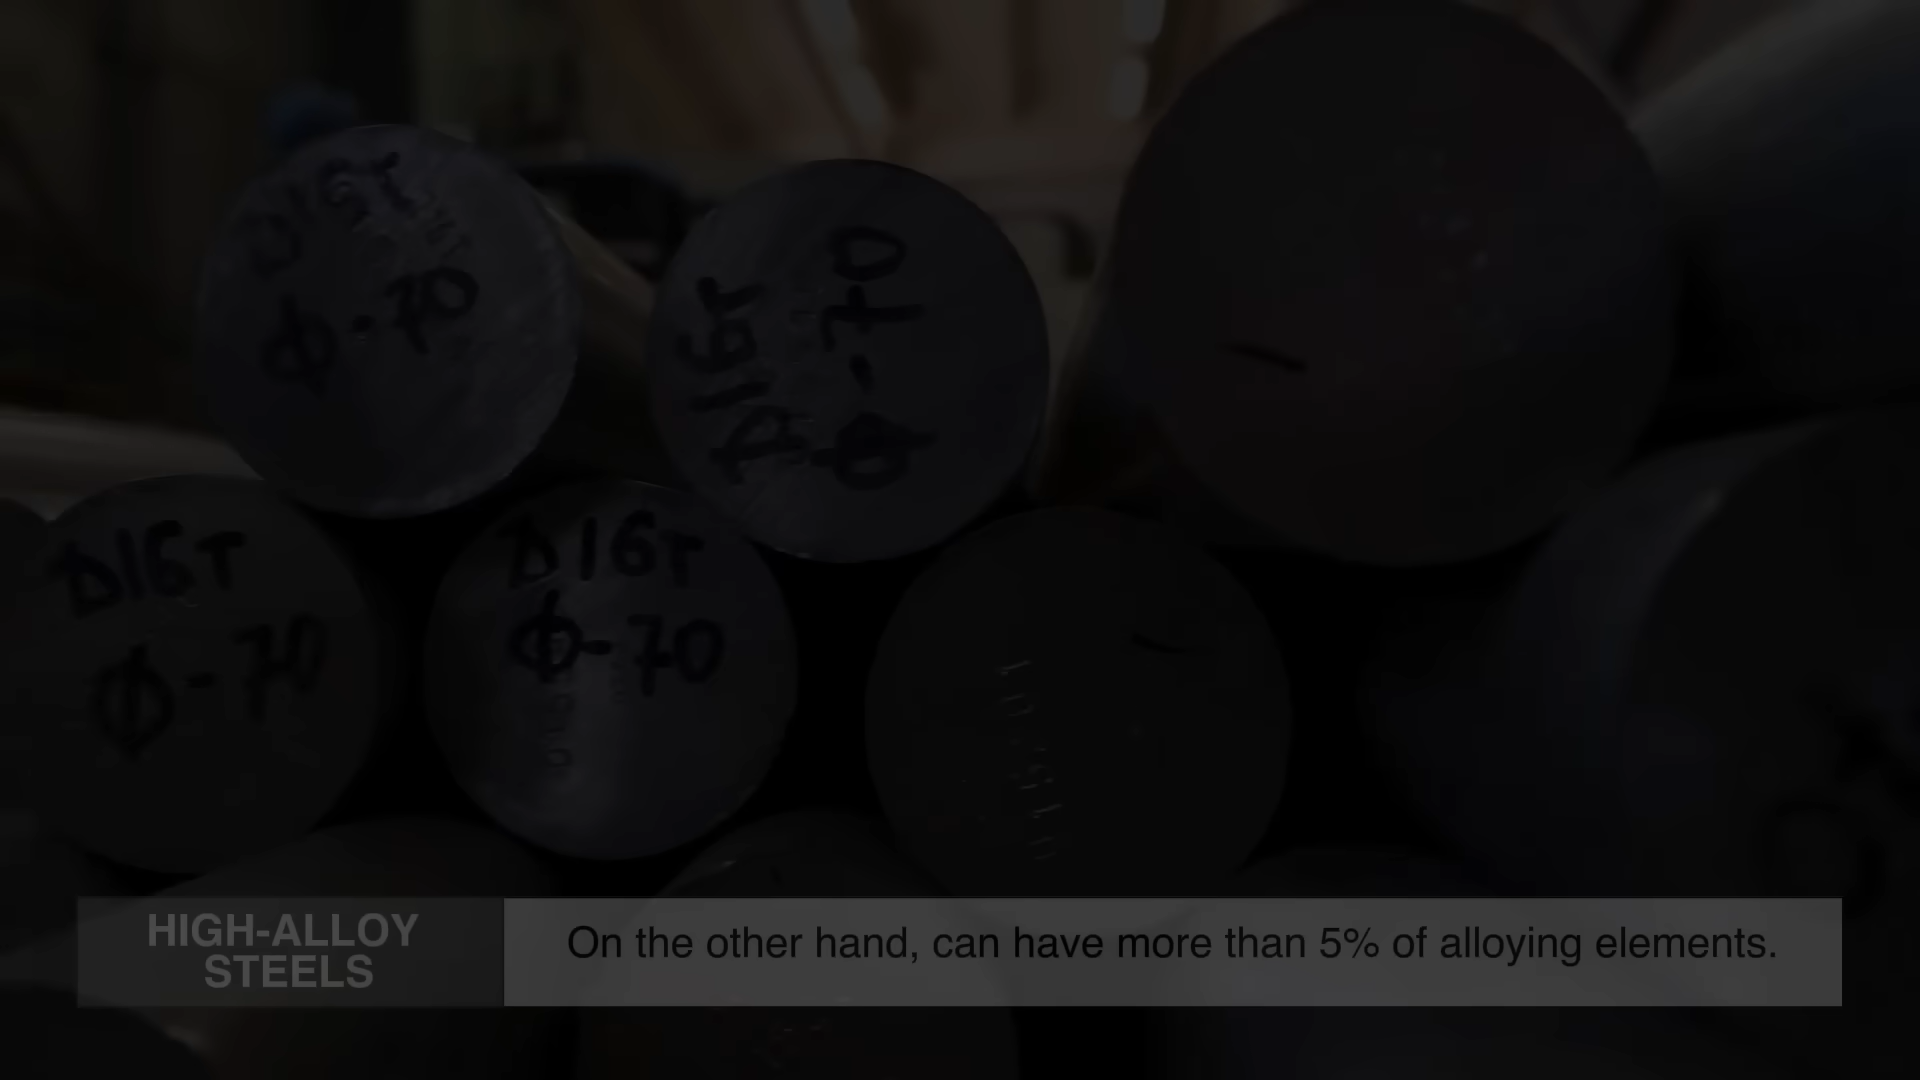 D16T
ϕ-70
D16T
ϕ-70
D16T
ϕ-70
D16T
ϕ-70
HIGH-ALLOY
STEELS
On the other hand, can have more than 5% of alloying elements.